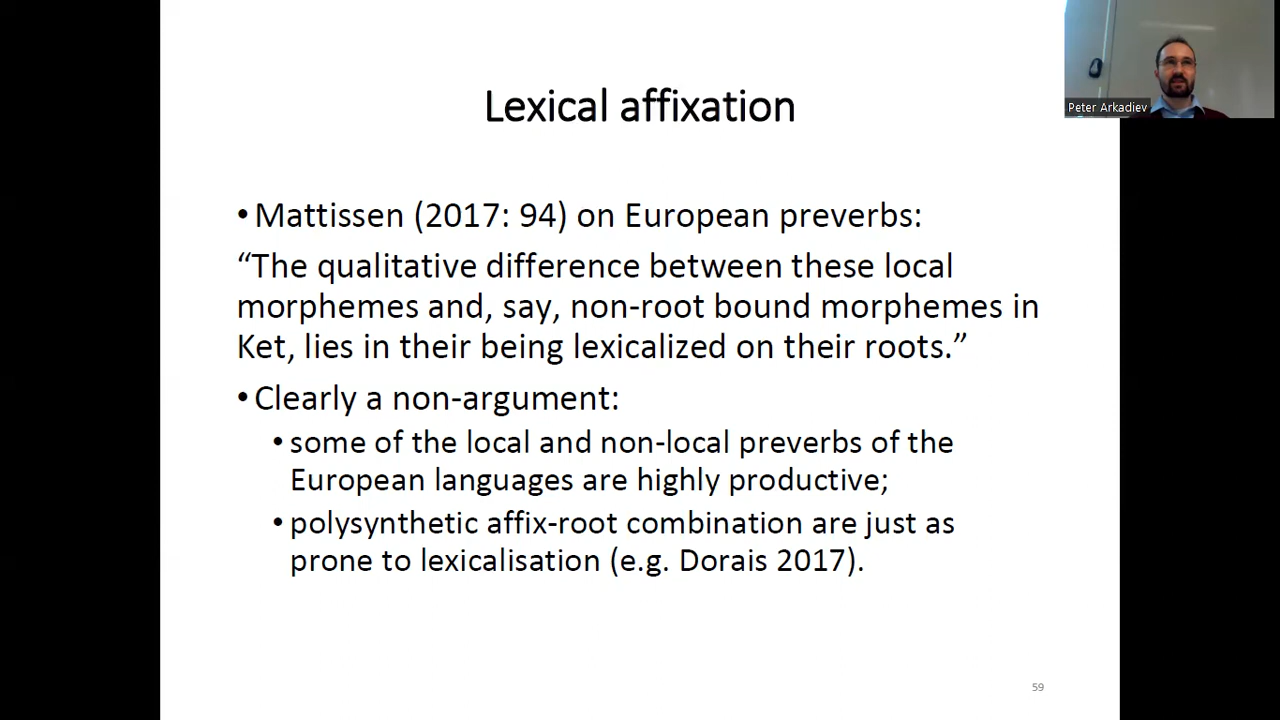 Peter Arkadiev
Lexical affixation
• Mattissen (2017: 94) on European preverbs:
“The qualitative difference between these local
morphemes and, say, non-root bound morphemes in
Ket, lies in their being lexicalized on their roots.”
• Clearly a non-argument:
• some of the local and non-local preverbs of the
European languages are highly productive;
• polysynthetic affix-root combination are just as
prone to lexicalisation (e.g. Dorais 2017).
59